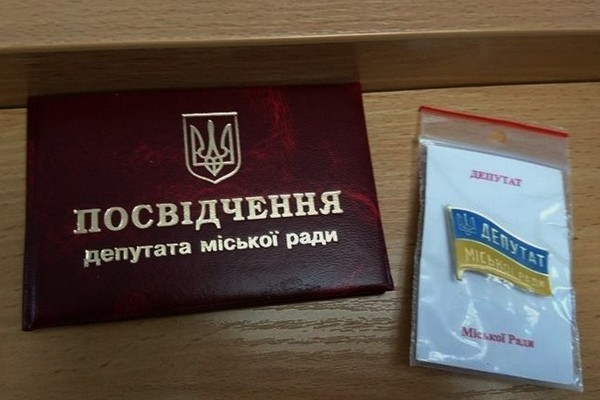 ПОСВІДЧЕННЯ
депутата міської ради
ДЕПУТАТ
ДЕПУТАТ
МІСЬКОЇ РАДИ
Міської Ради